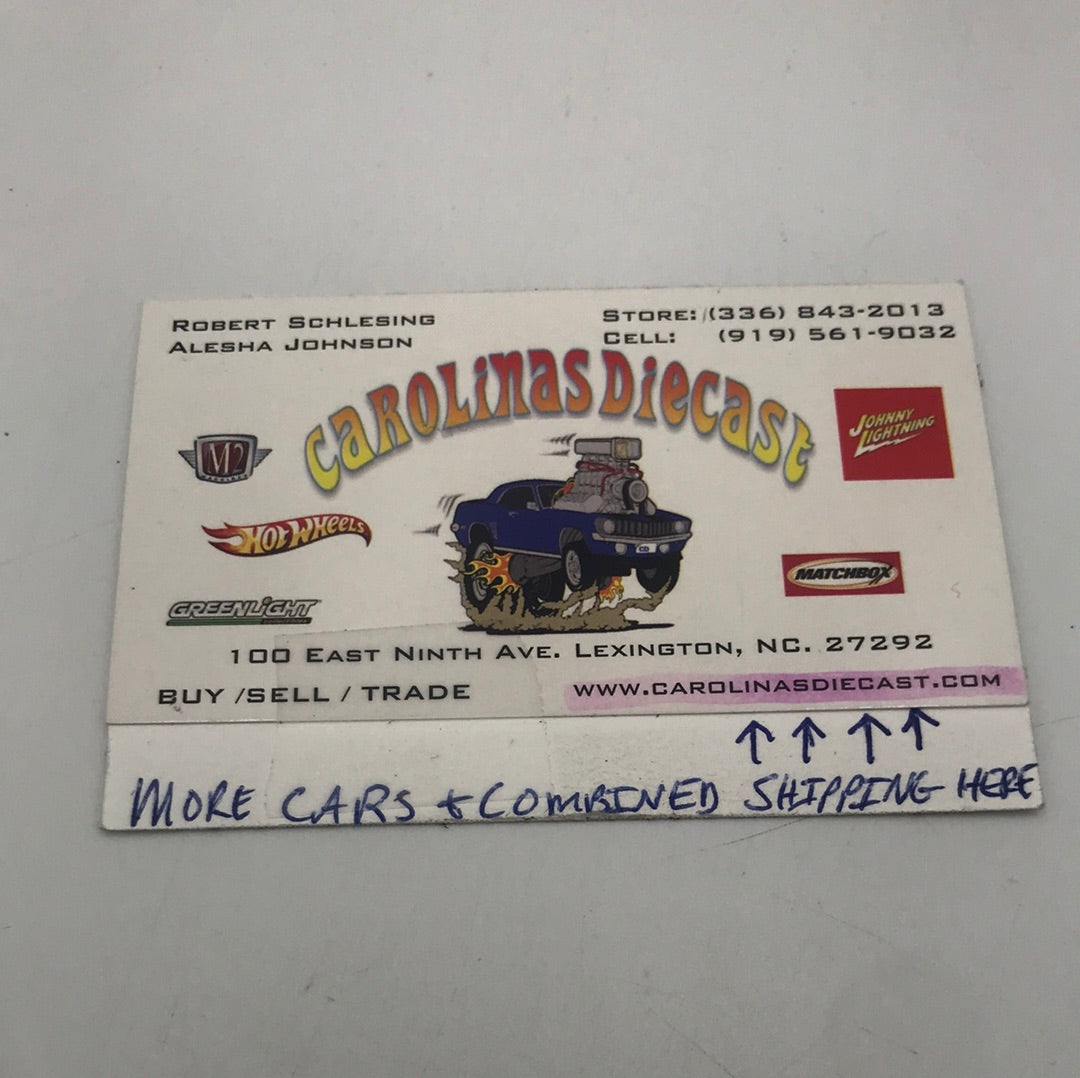 ROBERT SCHLESING
ALESHA JOHNSON
STORE: (336) 843-2013
CELL: (919) 561-9032
CAROLINAS DIECAST
M2
JOHNNY
LIGHTNING
HOT WHEELS
MATCHBOX
GREENLIGHT
CD
100 EAST NINTH AVE. LEXINGTON, NC. 27292
BUY /SELL / TRADE
WWW.CAROLINASDIECAST.COM
↑ ↑ ↑ ↑
MORE CARS & COMBINED SHIPPING HERE